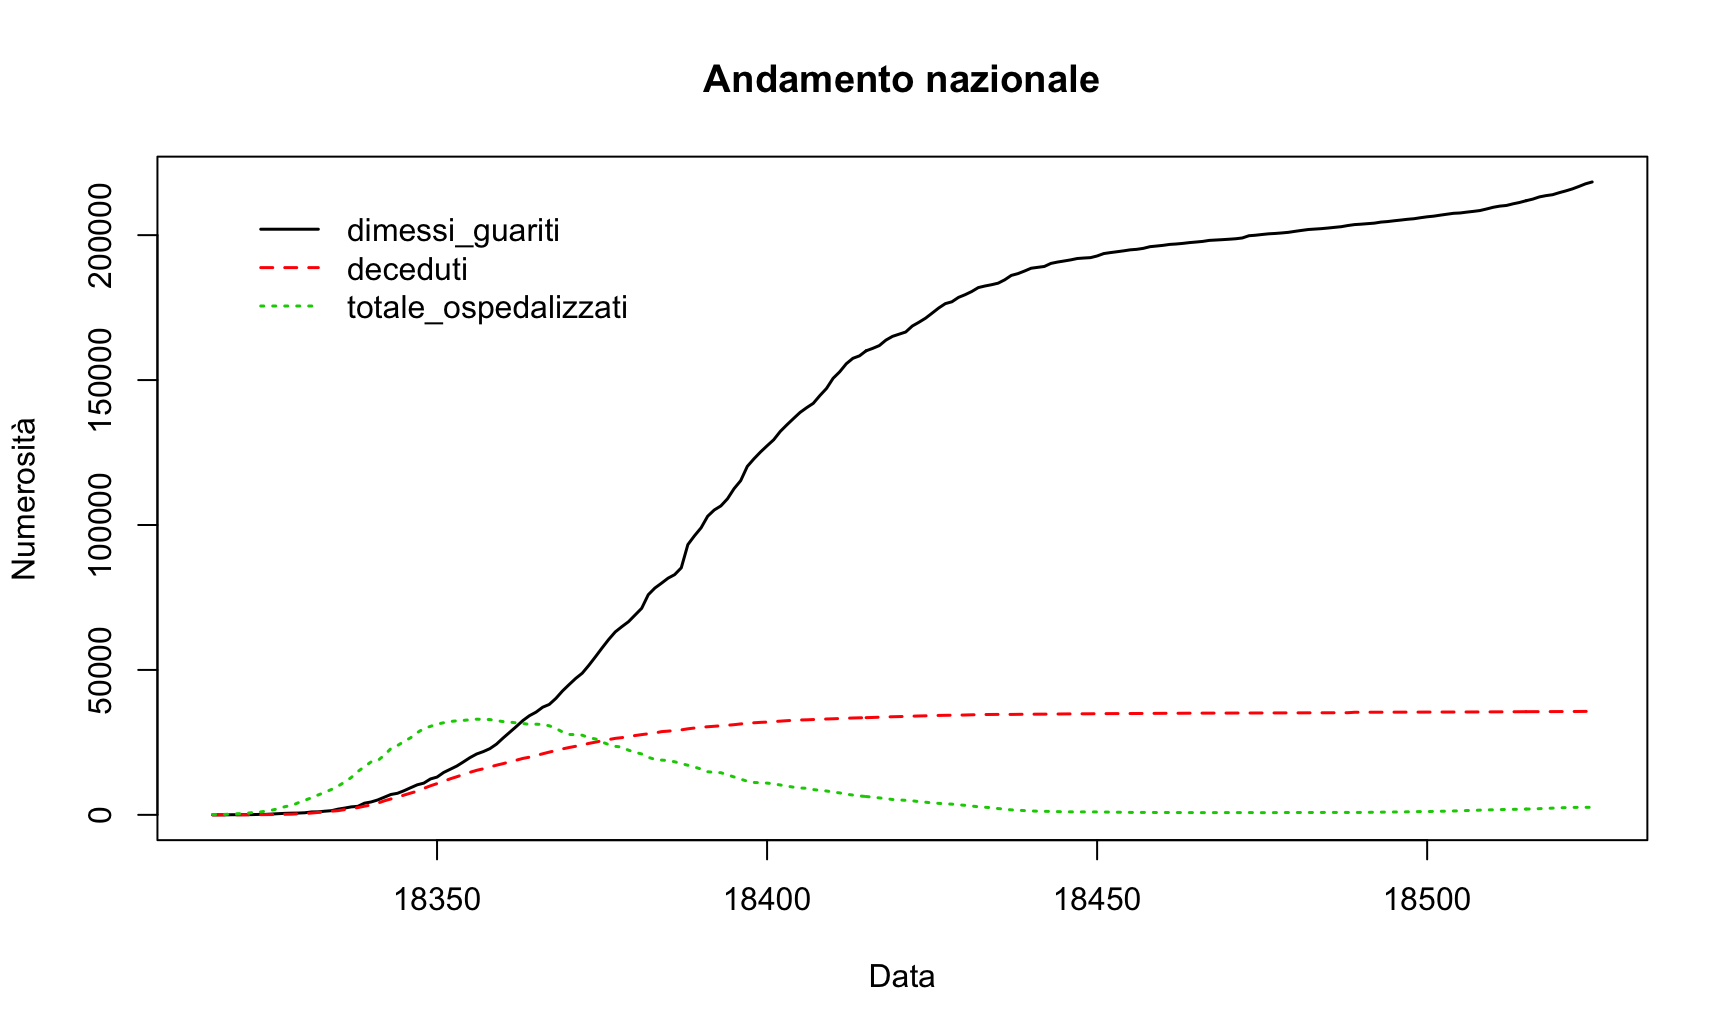 Andamento nazionale
dimessi_guariti
deceduti
totale_ospedalizzati
Numerosità
200000
150000
100000
50000
0
18350 18400 18450 18500
Data